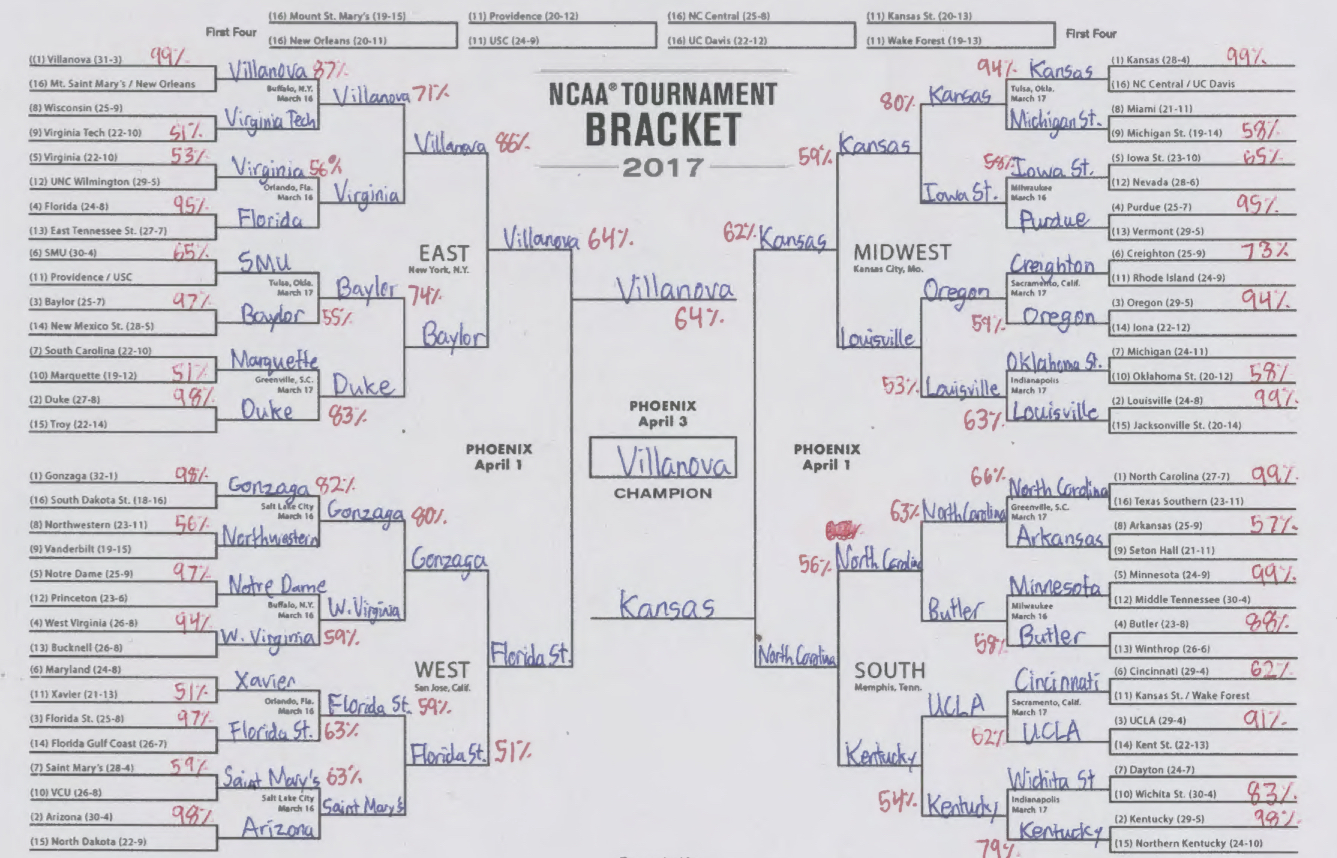 First Four
(16) Mount St. Mary's (19-15)
(16) New Orleans (20-11)
(11) Providence (20-12)
(11) USC (24-9)
(16) NC Central (25-8)
(16) UC Davis (22-12)
(11) Kansas St. (20-13)
(11) Wake Forest (19-13)
First Four
NCAA® TOURNAMENT
BRACKET
2017
((1) Villanova (31-3) 99%
(16) Mt. Saint Mary's / New Orleans
(8) Wisconsin (25-9)
(9) Virginia Tech (22-10) 51%
(5) Virginia (22-10) 53%
(12) UNC Wilmington (29-5)
(4) Florida (24-8) 95%
(13) East Tennessee St. (27-7)
(6) SMU (30-4) 65%
(11) Providence / USC
(3) Baylor (25-7) 97%
(14) New Mexico St. (28-5)
(7) South Carolina (22-10)
(10) Marquette (19-12) 51%
(2) Duke (27-8) 98%
(15) Troy (22-14)
Villanova 87%
Buffalo, N.Y.
March 16
Virginia Tech
Virginia 56%
Orlando, Fla.
March 16
Florida
SMU
Tulsa, Okla.
March 17
Baylor 55%
Marquette
Greenville, S.C.
March 17
Duke 83%
Villanova 71%
Virginia
Baylor 74%
Duke
Villanova 86%
Baylor
EAST
New York, N.Y.
Villanova 64%
(1) Gonzaga (32-1) 98%
(16) South Dakota St. (18-16)
(8) Northwestern (23-11) 56%
(9) Vanderbilt (19-15)
(5) Notre Dame (25-9) 97%
(12) Princeton (23-6)
(4) West Virginia (26-8) 94%
(13) Bucknell (26-8)
(6) Maryland (24-8)
(11) Xavier (21-13) 51%
(3) Florida St. (25-8) 97%
(14) Florida Gulf Coast (26-7)
(7) Saint Mary's (28-4) 59%
(10) VCU (26-8)
(2) Arizona (30-4) 98%
(15) North Dakota (22-9)
Gonzaga 82%
Salt Lake City
March 16
Northwestern
Notre Dame
Buffalo, N.Y.
March 16
W. Virginia 59%
Xavier
Orlando, Fla.
March 16
Florida St. 63%
Saint Mary's 63%
Salt Lake City
March 16
Arizona
Gonzaga 80%
W. Virginia
Florida St. 59%
Saint Mary's
Gonzaga
Florida St. 51%
WEST
San Jose, Calif.
Florida St.
PHOENIX
April 1
Villanova
64%
PHOENIX
April 3
Villanova
CHAMPION
Kansas
PHOENIX
April 1
62% Kansas
North Carolina
59% Kansas
Louisville
MIDWEST
Kansas City, Mo.
80% Kansas
Iowa St.
Oregon
59%
53% Louisville
94% Kansas
Tulsa, Okla.
March 17
Michigan St.
58% Iowa St.
Milwaukee
March 16
Purdue
Creighton
Sacramento, Calif.
March 17
Oregon
Oklahoma St.
Indianapolis
March 17
63% Louisville
(1) Kansas (28-4) 99%
(16) NC Central / UC Davis
(8) Miami (21-11)
(9) Michigan St. (19-14) 58%
(5) Iowa St. (23-10) 65%
(12) Nevada (28-6)
(4) Purdue (25-7) 95%
(13) Vermont (29-5)
(6) Creighton (25-9) 73%
(11) Rhode Island (24-9)
(3) Oregon (29-5) 94%
(14) Iona (22-12)
(7) Michigan (24-11)
(10) Oklahoma St. (20-12) 58%
(2) Louisville (24-8) 99%
(15) Jacksonville St. (20-14)
56% North Carolina
Kentucky
SOUTH
Memphis, Tenn.
63% North Carolina
Butler
UCLA
54% Kentucky
66% North Carolina
Greenville, S.C.
March 17
Arkansas
Minnesota
Milwaukee
March 16
58% Butler
Cincinnati
Sacramento, Calif.
March 17
62% UCLA
Wichita St
Indianapolis
March 17
Kentucky
79%
(1) North Carolina (27-7) 99%
(16) Texas Southern (23-11)
(8) Arkansas (25-9) 57%
(9) Seton Hall (21-11)
(5) Minnesota (24-9) 99%
(12) Middle Tennessee (30-4)
(4) Butler (23-8) 88%
(13) Winthrop (26-6)
(6) Cincinnati (29-4) 62%
(11) Kansas St. / Wake Forest
(3) UCLA (29-4) 91%
(14) Kent St. (22-13)
(7) Dayton (24-7)
(10) Wichita St. (30-4) 83%
(2) Kentucky (29-5) 98%
(15) Northern Kentucky (24-10)